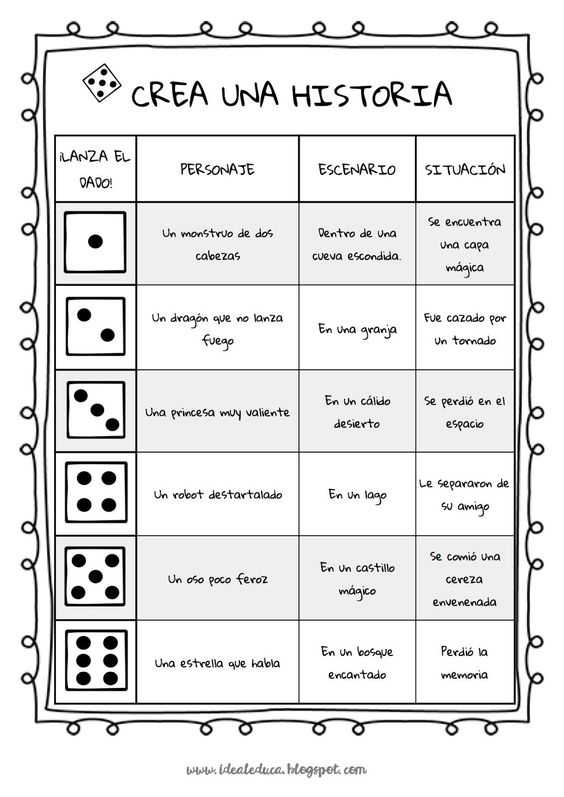 CREA UNA HISTORIA
¡LANZA EL
DADO!
PERSONAJE
ESCENARIO
SITUACIÓN
Un monstruo de dos
cabezas
Dentro de una
cueva escondida.
Se encuentra
una capa
mágica
Un dragón que no lanza
fuego
En una granja
Fue cazado por
un tornado
Una princesa muy valiente
En un cálido
desierto
Se perdió en el
espacio
Un robot destartalado
En un lago
Le separaron de
su amigo
Un oso poco feroz
En un castillo
mágico
Se comió una
cereza
envenenada
Una estrella que habla
En un bosque
encantado
Perdió la
memoria
www.idealeduca.blogspot.com